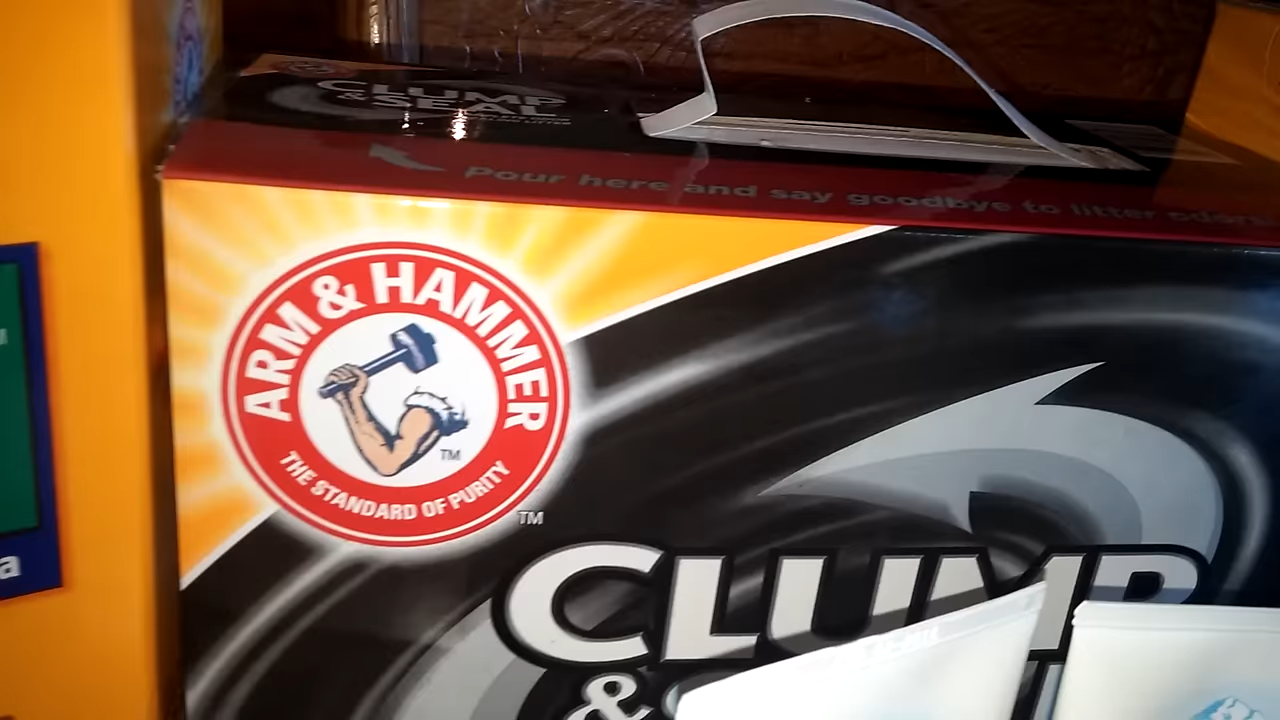 CLUMP
& SEAL
Pour here and say goodbye to litter odors
ARM & HAMMER
THE STANDARD OF PURITY
TM
TM
CLUMP
&
a